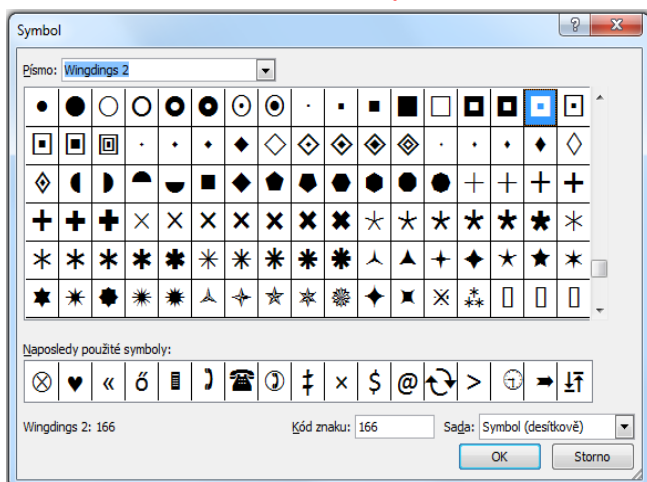 Symbol
Písmo: Wingdings 2
Naposledy použité symboly:
« ő $ @ >
Wingdings 2: 166 Kód znaku: 166 Sada: Symbol (desítkově)
OK Storno